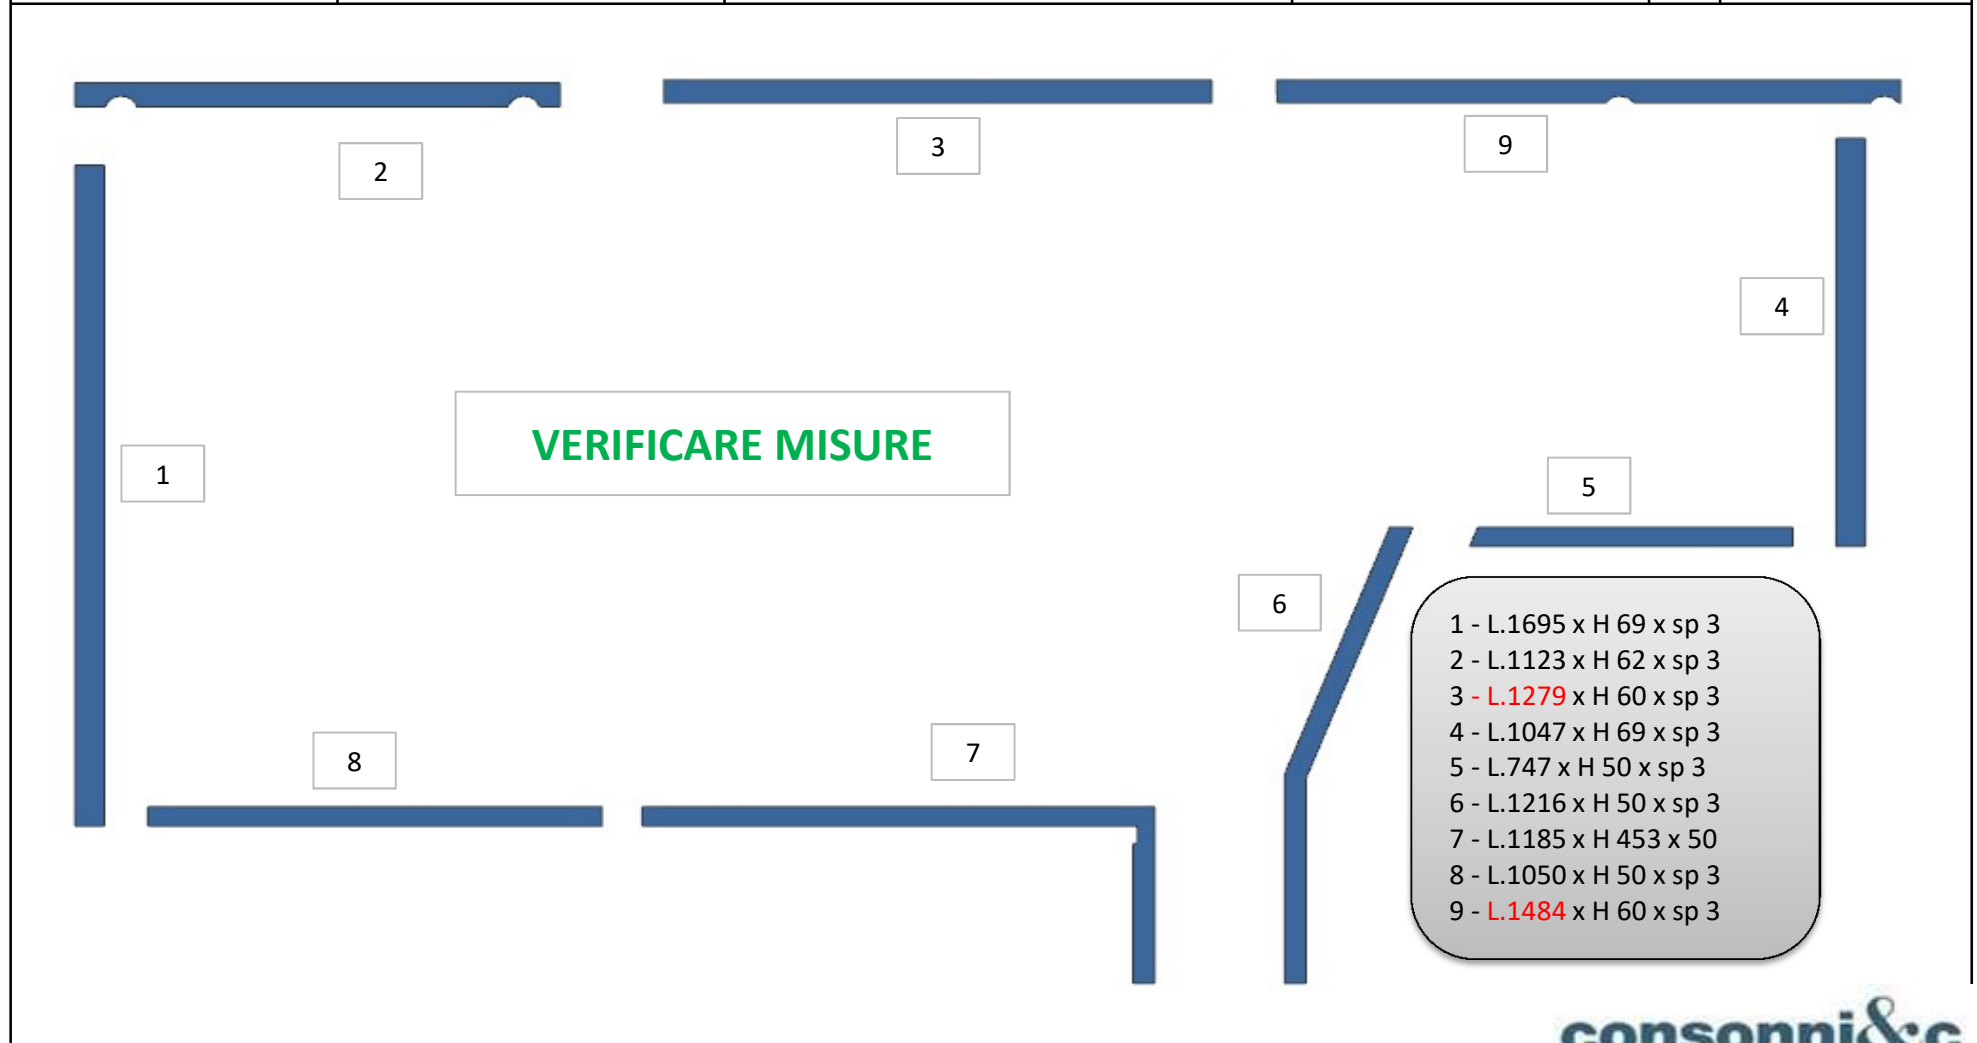 2
3
9
4
1
VERIFICARE MISURE
5
6
8
7
1 - L.1695 x H 69 x sp 3
2 - L.1123 x H 62 x sp 3
3 - L.1279 x H 60 x sp 3
4 - L.1047 x H 69 x sp 3
5 - L.747 x H 50 x sp 3
6 - L.1216 x H 50 x sp 3
7 - L.1185 x H 453 x 50
8 - L.1050 x H 50 x sp 3
9 - L.1484 x H 60 x sp 3
consonni&c